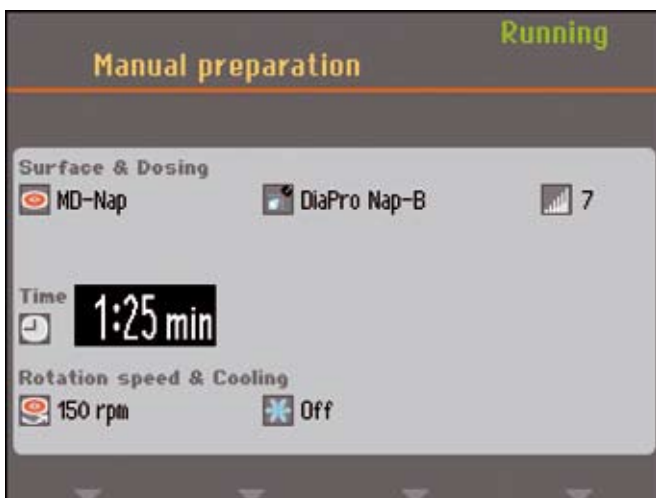 Running
Manual preparation
Surface & Dosing
MD-Nap DiaPro Nap-B 7
Time
1:25 min
Rotation speed & Cooling
150 rpm Off